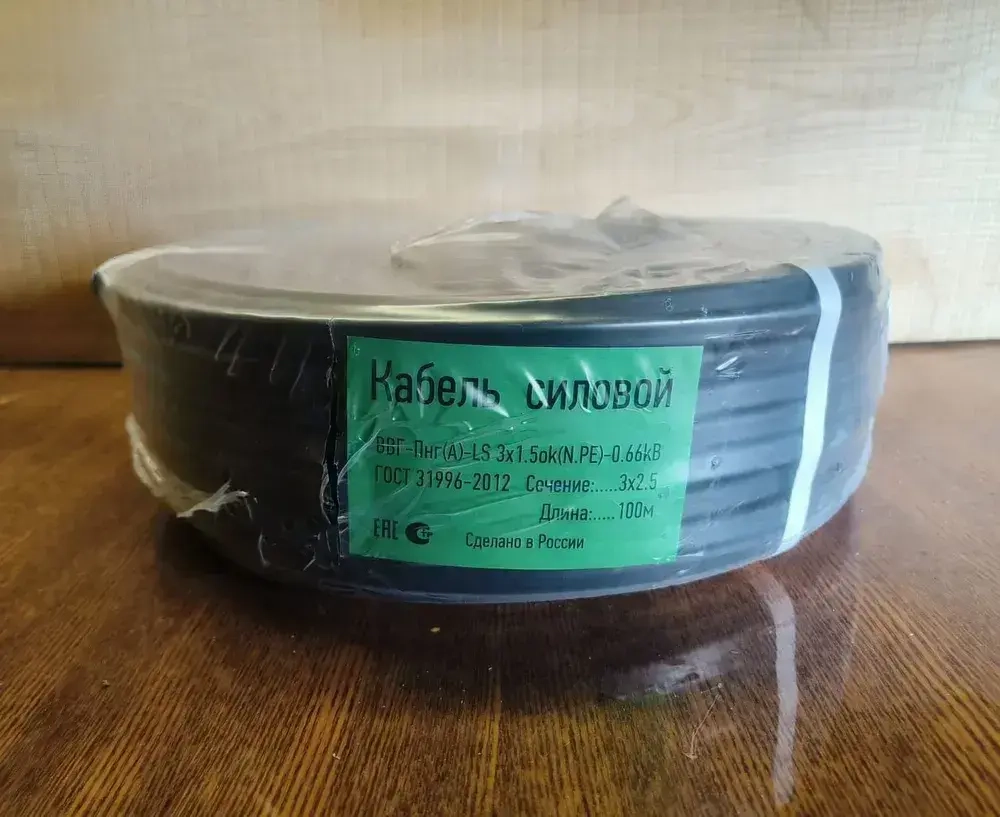 Кабель силовой
ВВГ-Пнг(А)-LS 3х1.5ok(N.PE)-0.66kВ
ГОСТ 31996-2012 Сечение:.....3х2.5
Длина:.....100м
ЕАС Сделано в России